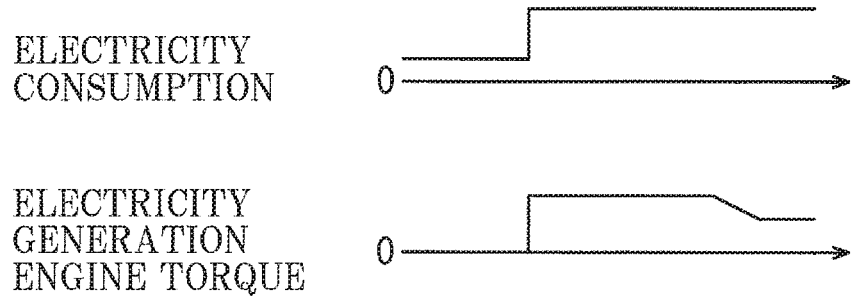 ELECTRICITY
CONSUMPTION
0
ELECTRICITY
GENERATION
ENGINE TORQUE
0